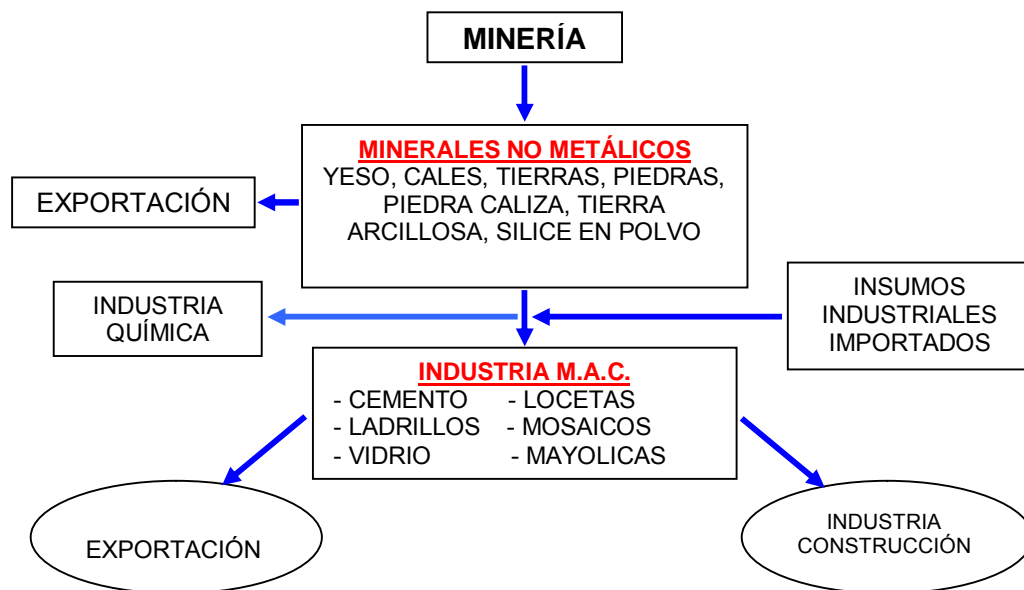 MINERÍA
MINERALES NO METÁLICOS
YESO, CALES, TIERRAS, PIEDRAS,
PIEDRA CALIZA, TIERRA
ARCILLOSA, SILICE EN POLVO
EXPORTACIÓN
INDUSTRIA
QUÍMICA
INSUMOS
INDUSTRIALES
IMPORTADOS
INDUSTRIA M.A.C.
- CEMENTO - LOCETAS
- LADRILLOS - MOSAICOS
- VIDRIO - MAYOLICAS
EXPORTACIÓN
INDUSTRIA
CONSTRUCCIÓN